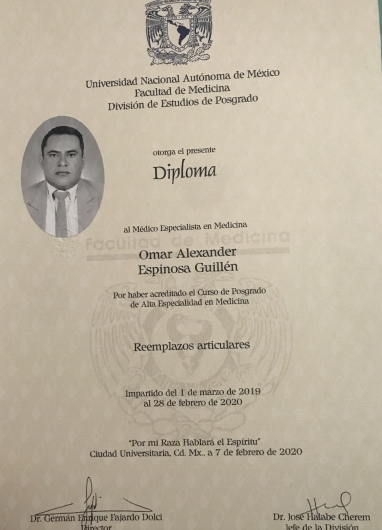 Universidad Nacional Autónoma de México
Facultad de Medicina
División de Estudios de Posgrado
otorga el presente
Diploma
al Médico Especialista en Medicina
Facultad de Medicina
Omar Alexander
Espinosa Guillén
Por haber acreditado el Curso de Posgrado
de Alta Especialidad en Medicina
Reemplazos articulares
Impartido del 1 de marzo de 2019
al 28 de febrero de 2020
"Por mi Raza Hablará el Espíritu"
Ciudad Universitaria, Cd. Mx., a 7 de febrero de 2020
Dr. Germán Enrique Fajardo Dolci
Director
Dr. José Halabe Cherem
Jefe de la División